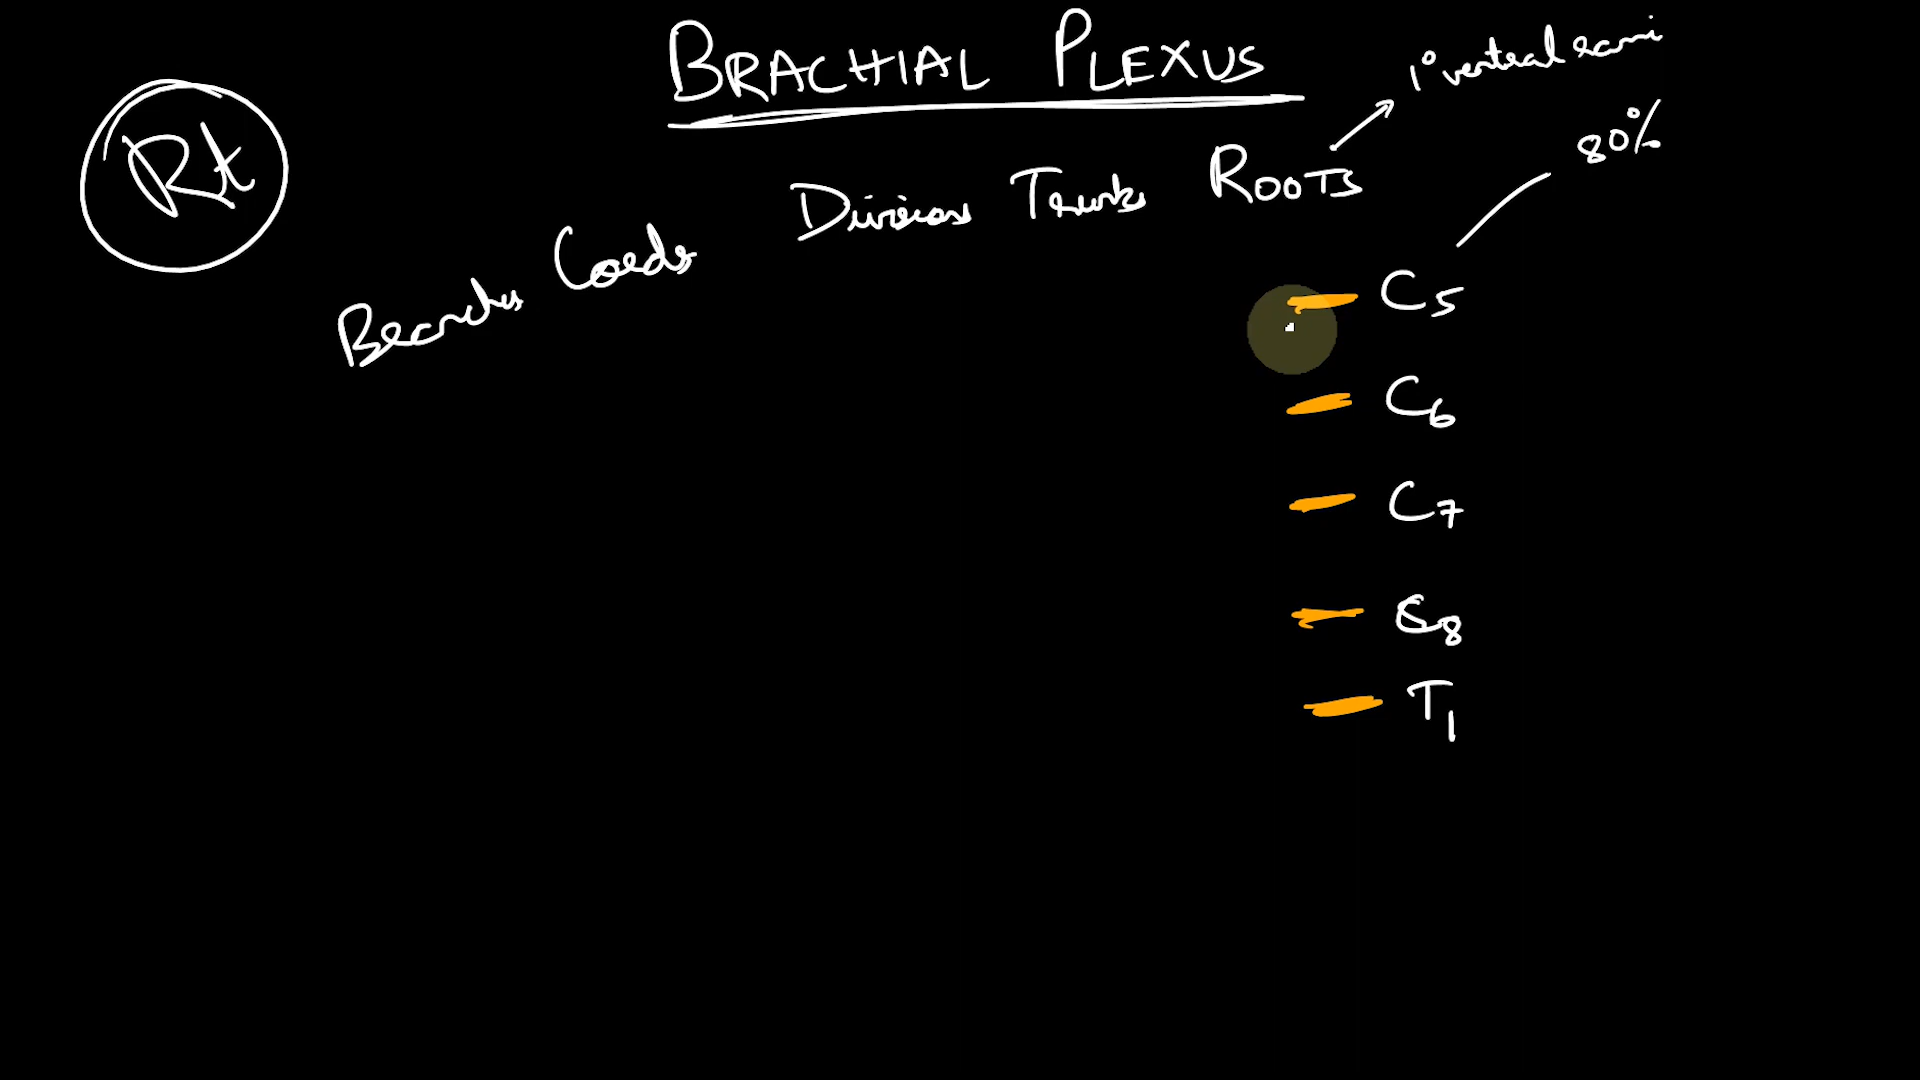 BRACHIAL PLEXUS
1° ventral rami
Rt
80%
Branches Cords Divisions Trunks ROOTS
C5
C6
C7
C8
T1